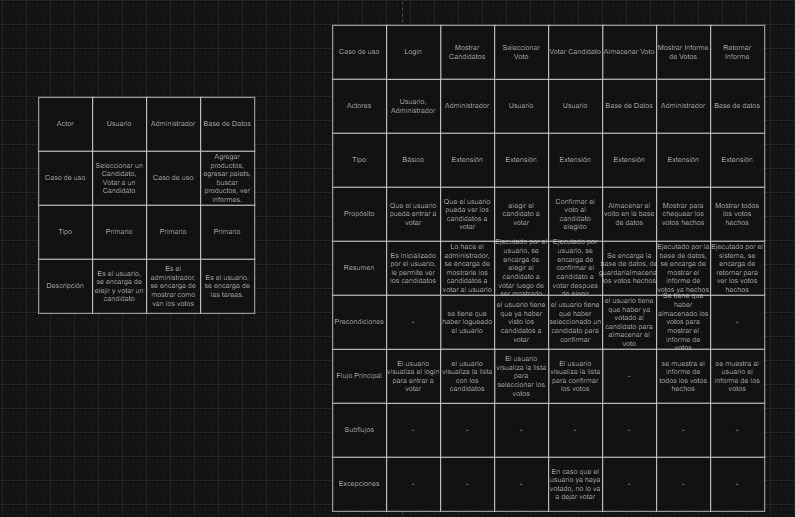 Actor
Usuario
Administrador
Base de Datos
Caso de uso
Seleccionar un
Candidato,
Votar a un
Candidato
Caso de uso
Agregar
productos,
egresar palets,
buscar
productos, ver
informes.
Tipo
Primario
Primario
Primario
Descripción
Es el usuario,
se encarga de
elejir y votar un
candidato
Es el
administrador,
se encarga de
mostrar como
van los votos
Es el usuario,
se encarga de
las tareas.
Caso de uso
Login
Mostrar
Candidatos
Seleccionar
Voto
Votar Candidato
Almacenar Voto
Mostrar Informe
de Votos
Retornar
Informe
Actores
Usuario,
Administrador
Administrador
Usuario
Usuario
Base de Datos
Administrador
Base de datos
Tipo
Básico
Extensión
Extensión
Extensión
Extensión
Extensión
Extensión
Propósito
Que el usuario
pueda entrar a
votar
Que el usuario
pueda ver los
candidatos a
votar
elegir el
candidato a
votar
Confirmar el
voto al
candidato
elegido
Almacenar el
volto en la base
de datos
Mostrar para
chequear los
votos hechos
Mostrar todos
los votos
hechos
Resumen
Es inicializado
por el usuario,
le permite ver
los candidatos
Lo hace el
administrador,
se encarga de
mostrarle los
candidatos a
votar al usuario
Ejecutado por el
usuario, se
encarga de
elegir el
candidato a
votar luego de
ser mostrado
Ejecutado por
usuario, se
encarga de
confirmar el
candidato a
votar despues
de elegir
Se encarga la
base de datos, de
guardar/almacenar
los votos hechos
Ejecutado por la
base de datos,
se encarga de
mostrar el
informe de
votos ya hechos
Ejecutado por el
sistema, se
encarga de
retornar para
ver los votos
hechos
Precondiciones
-
se tiene que
haber logueado
el usuario
el usuario tiene
que ya haber
visto los
candidatos a
votar
el usuario tiene
que haber
seleccionado un
candidato para
confirmar
el usuario tiene
que haber ya
votado al
candidato para
almacenar el
voto
Se tiene que
haber
almacenado los
votos para
mostrar el
informe de
votos
-
Flujo Principal
El usuario
visualiza el login
para entrar a
votar
el usuario
visualiza la lista
con los
candidatos
El usuario
visualiza la lista
para
seleccionar los
votos
El usuario
visualiza la lista
para confirmar
los votos
-
se muestra el
informe de
todos los votos
hechos
se muestra al
usuario el
informe de los
votos
Subflujos
-
-
-
-
-
-
-
Excepciones
-
-
-
En caso que el
usuario ya haya
votado, no lo va
a dejar votar
-
-
-